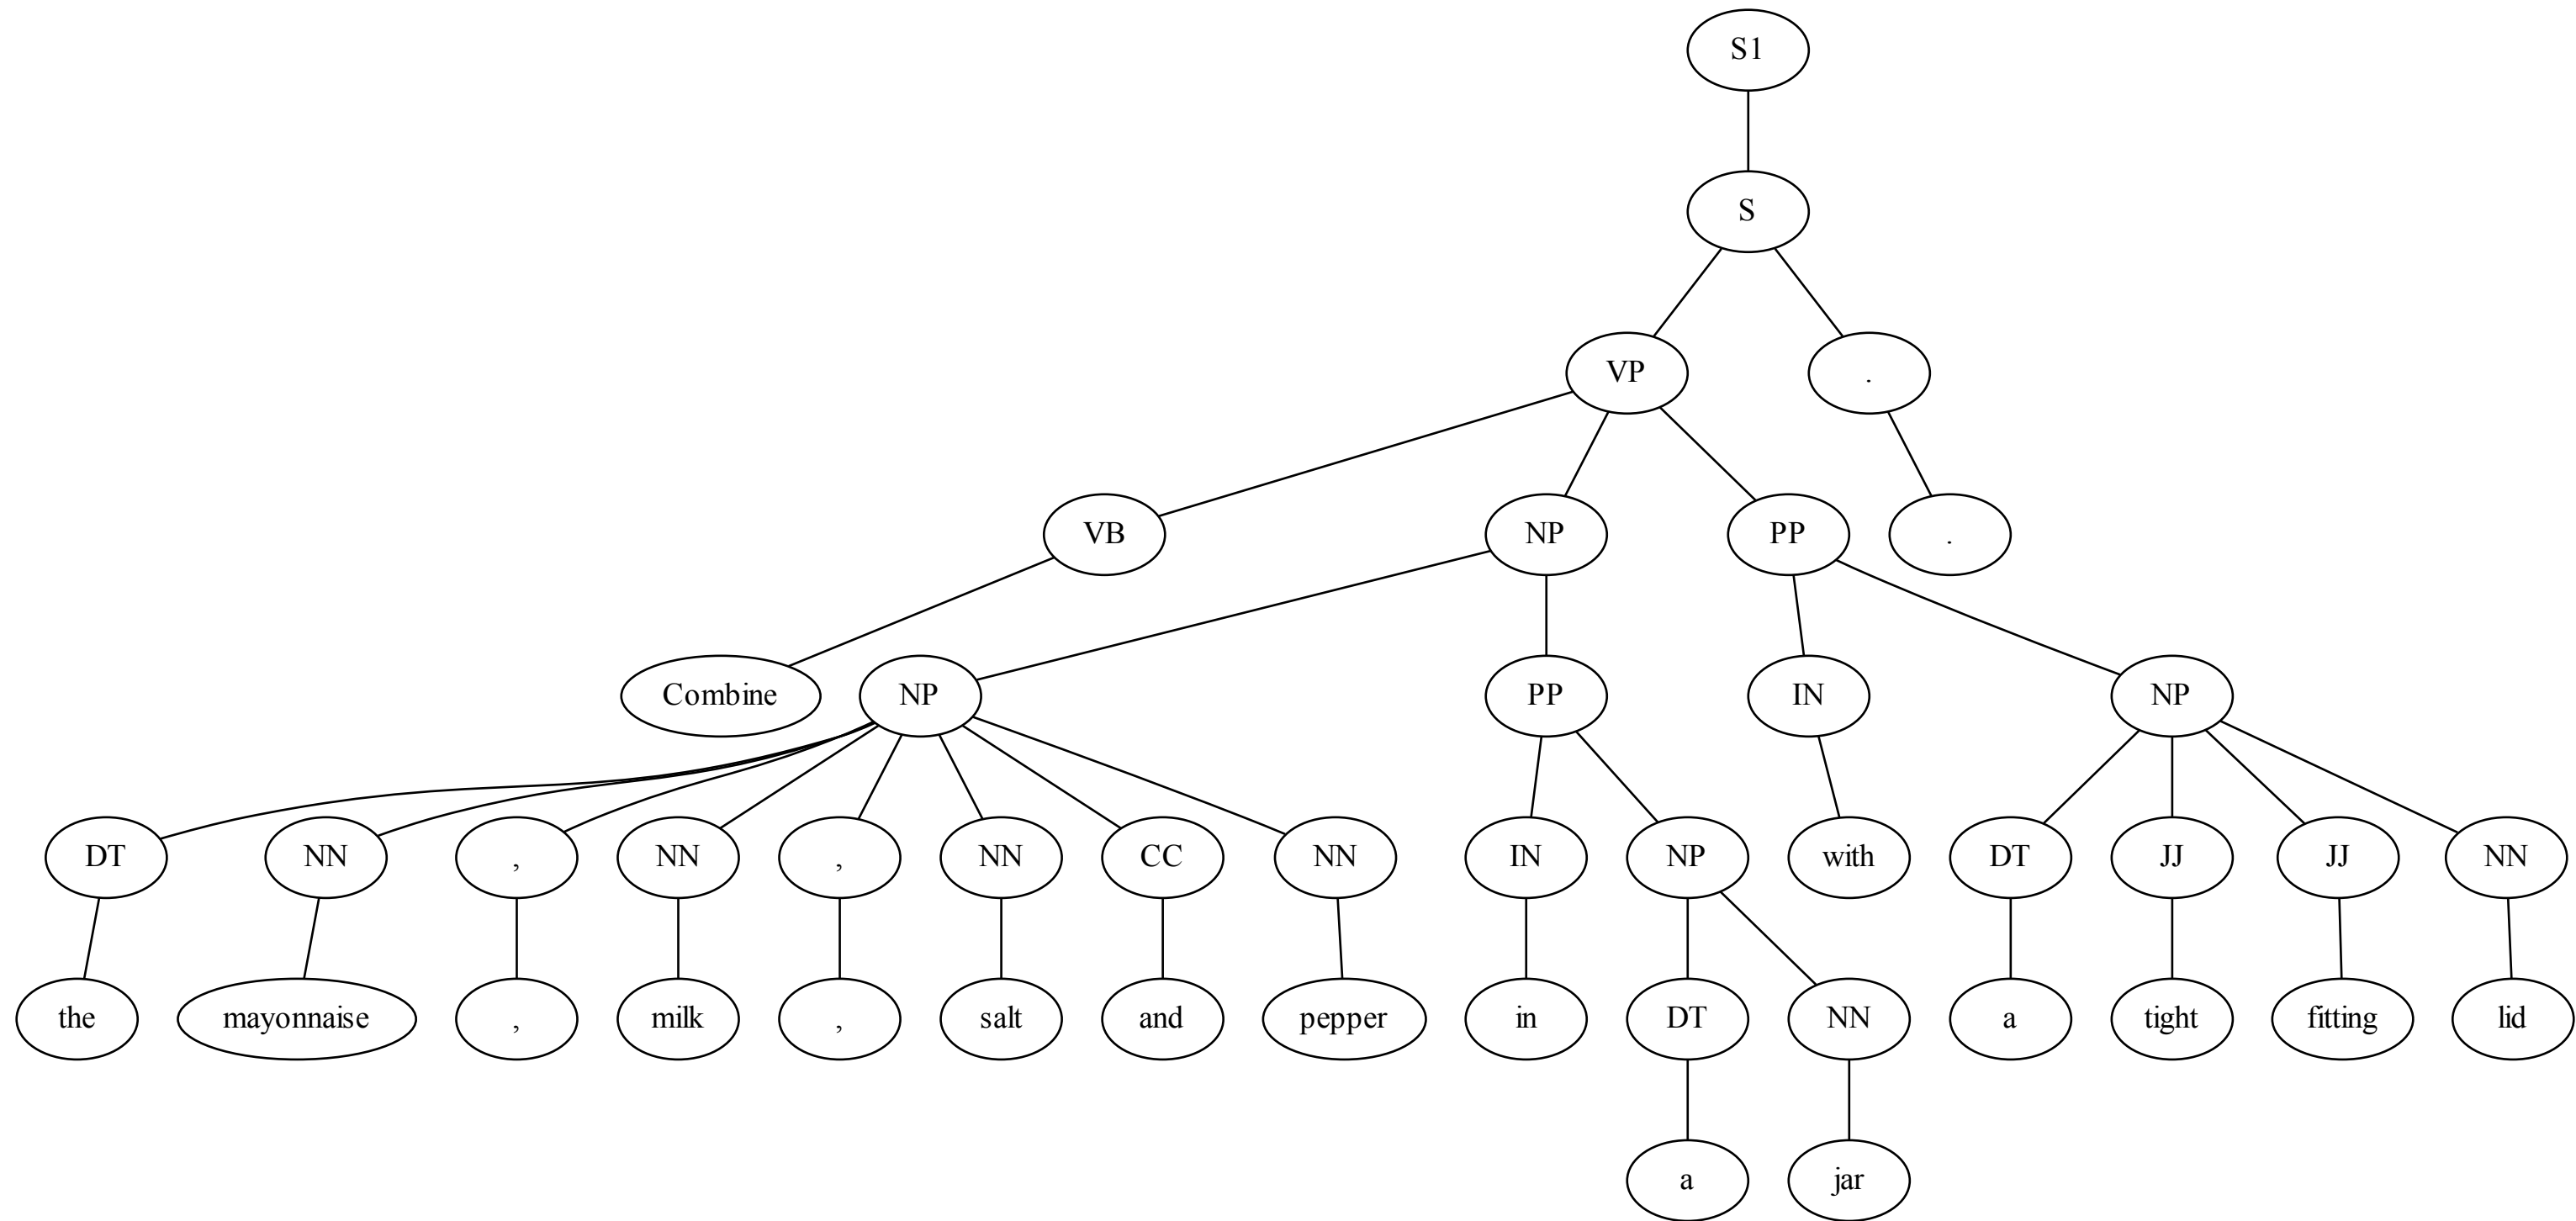 S1
S
VP .
VB NP PP .
Combine NP PP IN NP
DT NN , NN , NN CC NN IN NP with DT JJ JJ NN
the mayonnaise , milk , salt and pepper in DT NN a tight fitting lid
a jar